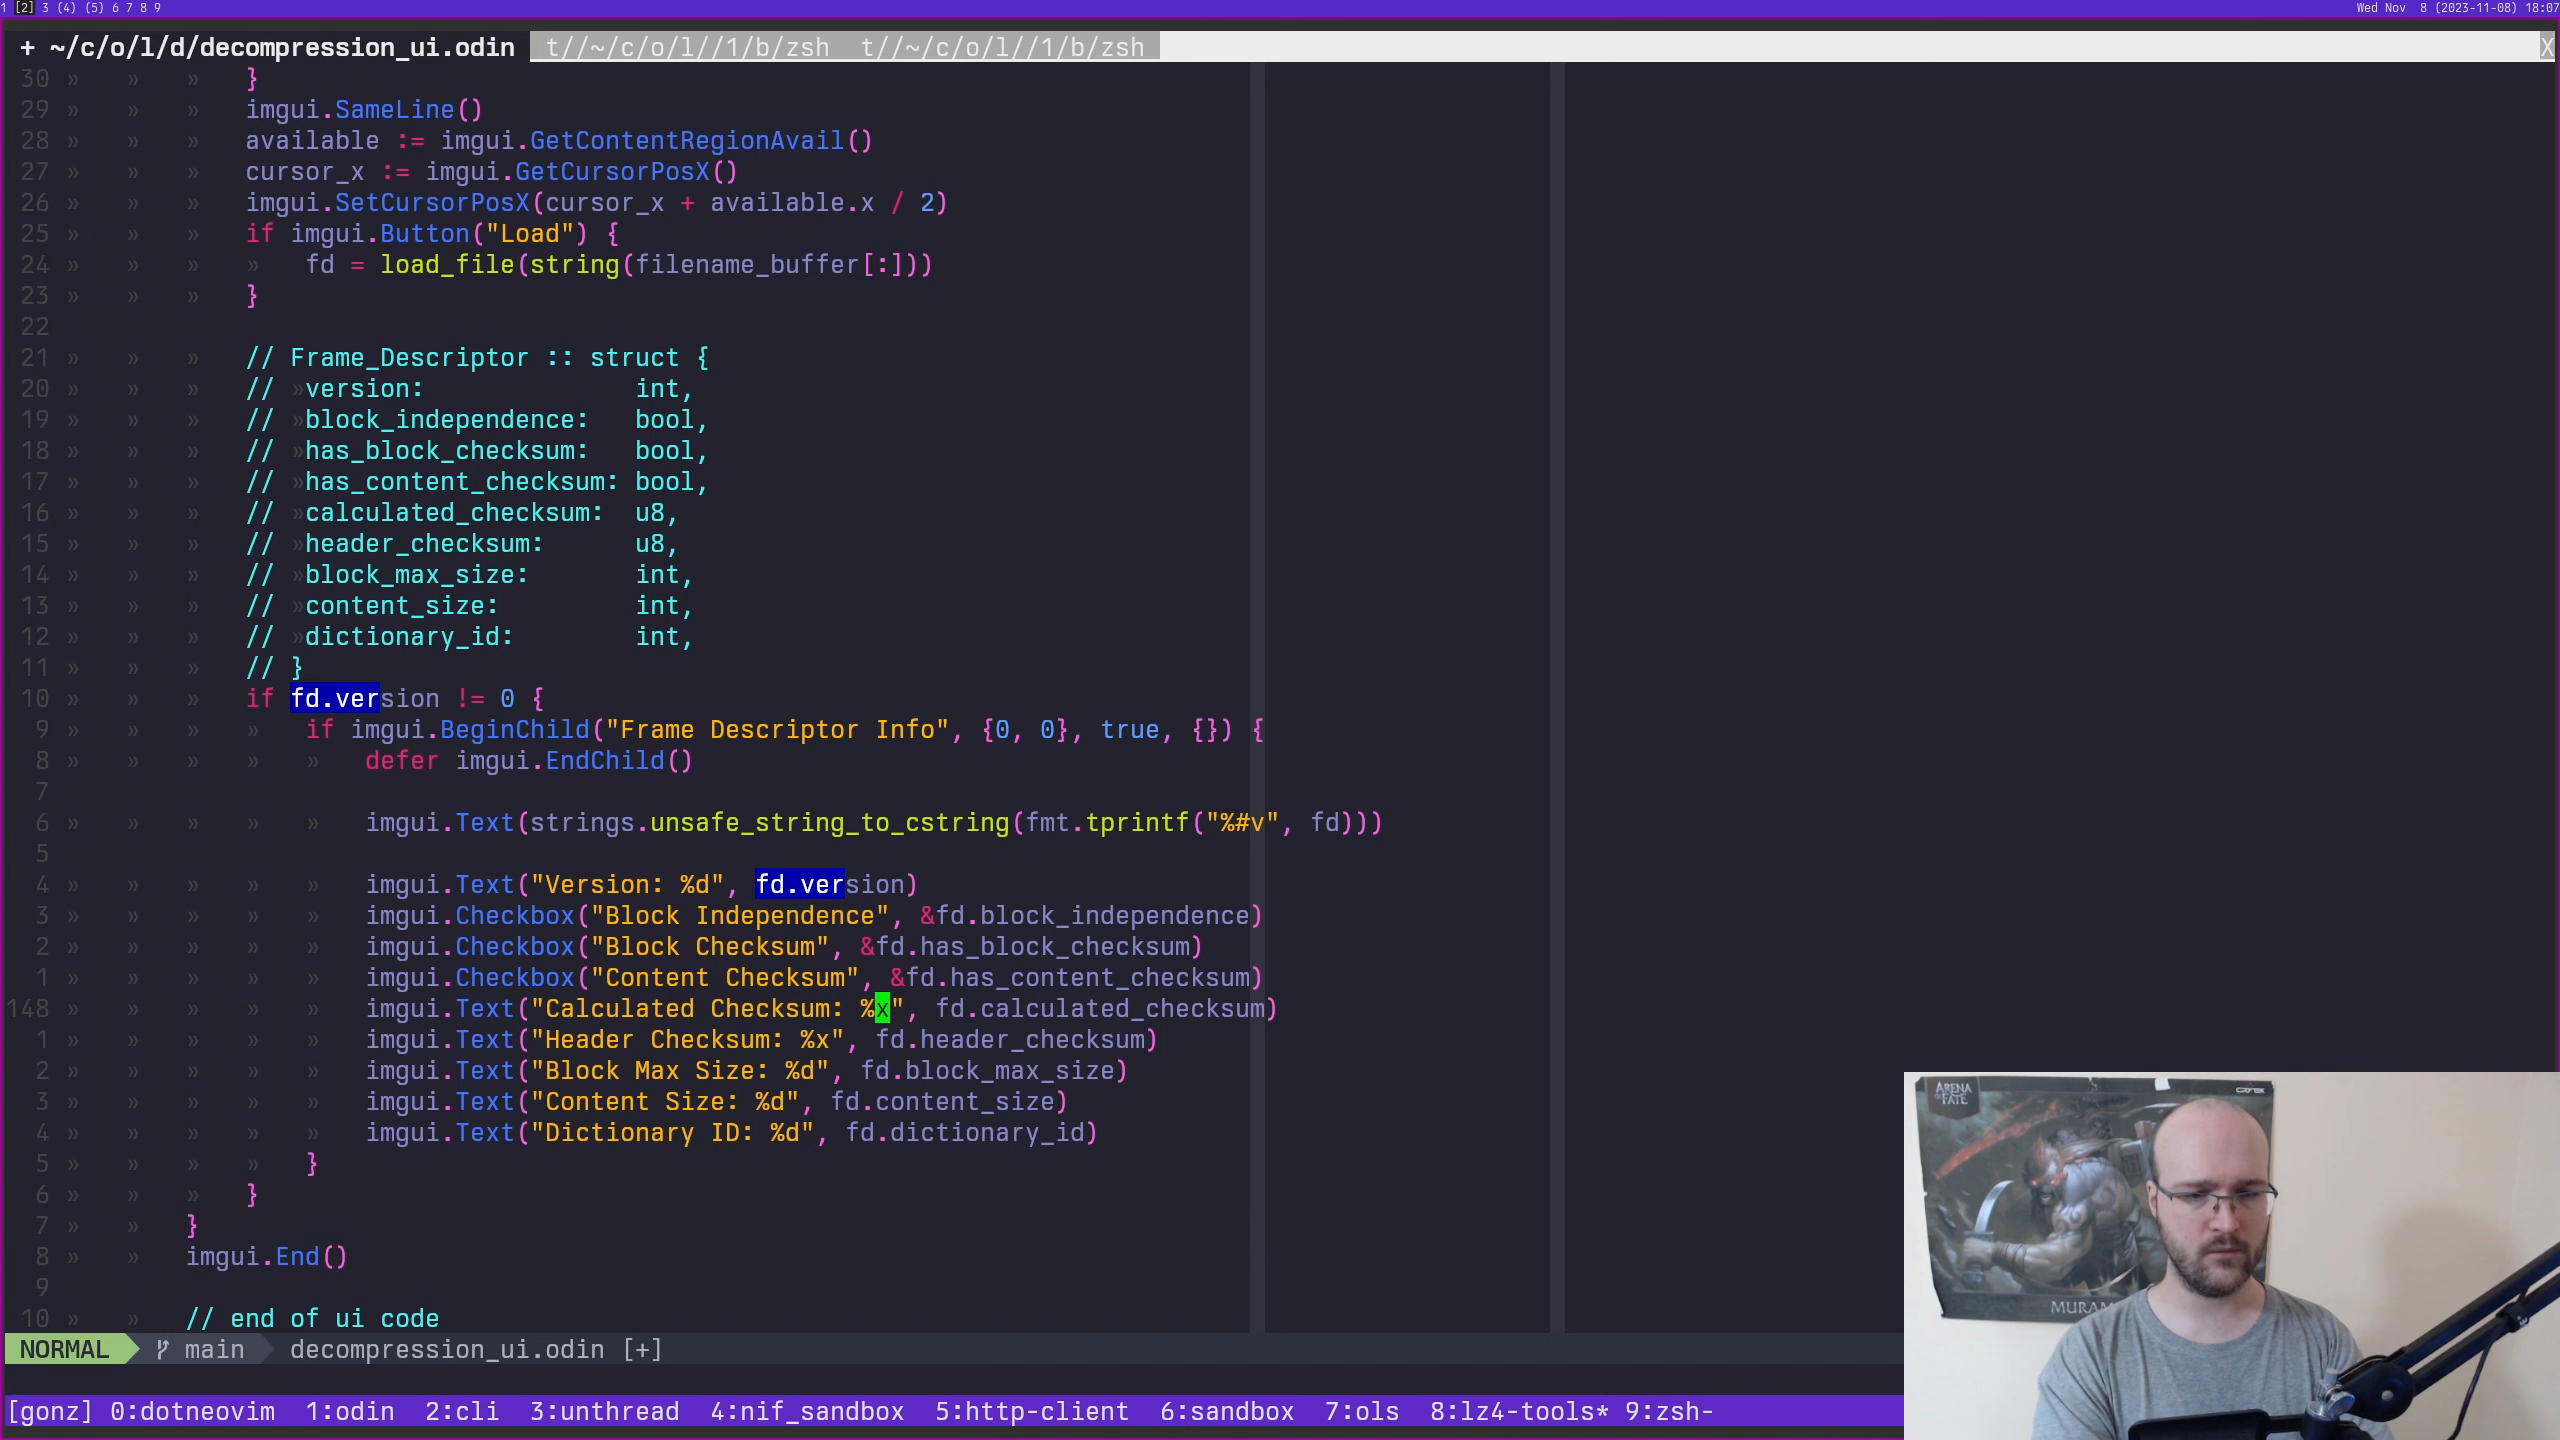 1 [2] 3 (4) (5) 6 7 8 9
Wed Nov  8 (2023-11-08) 18:07
+ ~/c/o/l/d/decompression_ui.odin  t//~/c/o/l//1/b/zsh  t//~/c/o/l//1/b/zsh  X
30 » » » }
29 » » » imgui.SameLine()
28 » » » available := imgui.GetContentRegionAvail()
27 » » » cursor_x := imgui.GetCursorPosX()
26 » » » imgui.SetCursorPosX(cursor_x + available.x / 2)
25 » » » if imgui.Button("Load") {
24 » » » » fd = load_file(string(filename_buffer[:]))
23 » » » }
22
21 » » » // Frame_Descriptor :: struct {
20 » » » // »version:              int,
19 » » » // »block_independence:   bool,
18 » » » // »has_block_checksum:   bool,
17 » » » // »has_content_checksum: bool,
16 » » » // »calculated_checksum:  u8,
15 » » » // »header_checksum:      u8,
14 » » » // »block_max_size:       int,
13 » » » // »content_size:         int,
12 » » » // »dictionary_id:        int,
11 » » » // }
10 » » » if fd.version != 0 {
9 » » » » if imgui.BeginChild("Frame Descriptor Info", {0, 0}, true, {}) {
8 » » » » » defer imgui.EndChild()
7
6 » » » » » imgui.Text(strings.unsafe_string_to_cstring(fmt.tprintf("%#v", fd)))
5
4 » » » » » imgui.Text("Version: %d", fd.version)
3 » » » » » imgui.Checkbox("Block Independence", &fd.block_independence)
2 » » » » » imgui.Checkbox("Block Checksum", &fd.has_block_checksum)
1 » » » » » imgui.Checkbox("Content Checksum", &fd.has_content_checksum)
148 » » » » » imgui.Text("Calculated Checksum: %x", fd.calculated_checksum)
1 » » » » » imgui.Text("Header Checksum: %x", fd.header_checksum)
2 » » » » » imgui.Text("Block Max Size: %d", fd.block_max_size)
3 » » » » » imgui.Text("Content Size: %d", fd.content_size)
4 » » » » » imgui.Text("Dictionary ID: %d", fd.dictionary_id)
5 » » » » }
6 » » » }
7 » » }
8 » » imgui.End()
9
10 » » // end of ui code
NORMAL  main  decompression_ui.odin [+]
[gonz] 0:dotneovim  1:odin  2:cli  3:unthread  4:nif_sandbox  5:http-client  6:sandbox  7:ols  8:lz4-tools* 9:zsh-
ARENA
FATE
MURAM